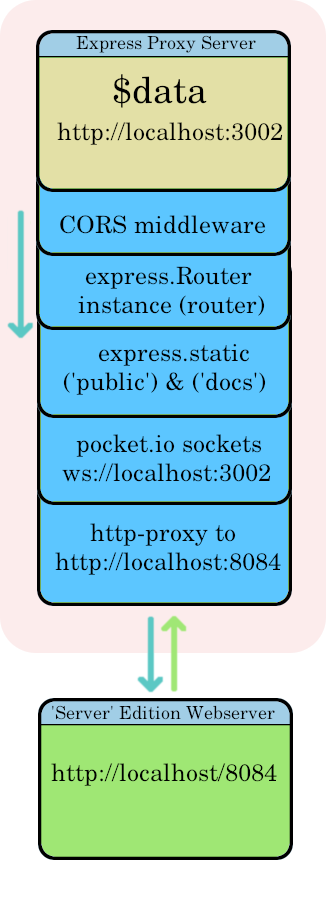 Express Proxy Server
$data
http://localhost:3002
CORS middleware
express.Router
instance (router)
express.static
('public') & ('docs')
pocket.io sockets
ws://localhost:3002
http-proxy to
http://localhost:8084
'Server' Edition Webserver
http://localhost/8084